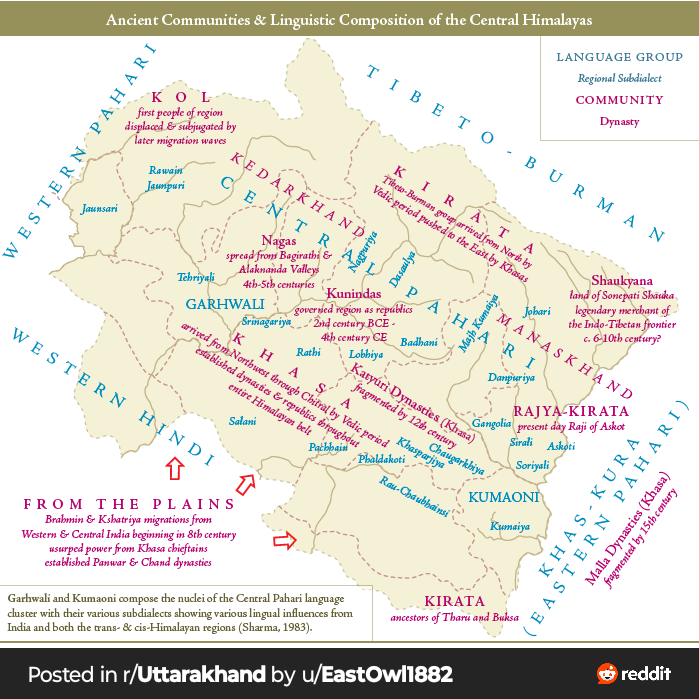 Ancient Communities & Linguistic Composition of the Central Himalayas
LANGUAGE GROUP
Regional Subdialect
COMMUNITY
Dynasty
WESTERN PAHARI
TIBETO-BURMAN
KOL
first people of region
displaced & subjugated by
later migration waves
Rawain
Jaunpuri
Jaunsari
KEDARKHAND
CENTRAL PAHARI
KIRATA
Tibeto-Burman group arrived from North by
Vedic period pushed to the East by Khasas
Nagas
spread from Bagirathi &
Alaknanda Valleys
4th-5th centuries
Nagpuriya
Dasaulya
Tehriyali
GARHWALI
Srinagariya
Kunindas
governed region as republics
2nd century BCE -
4th century CE
Shaukyana
land of Sonepati Shauka
legendary merchant of
the Indo-Tibetan frontier
c. 6-10th century?
Johari
Majh Kumaiya
MANASKHAND
Badhani
Rathi
Lobhiya
Danpuriya
KHASA
arrived from Northwest through Chitral by Vedic period
established dynasties & republics throughout
entire Himalayan belt
Katyuri Dynasties (Khasa)
fragmented by 12th century
RAJYA-KIRATA
present day Raji of Askot
Gangolia
Sirali
Askoti
Soriyali
Salani
Pachhain
Phaldakoti
Khasparjiya
Chaugarkhiya
Rau-Chaubhainsi
KUMAONI
Kumaiya
WESTERN HINDI
FROM THE PLAINS
Brahmin & Kshatriya migrations from
Western & Central India beginning in 8th century
usurped power from Khasa chieftains
established Panwar & Chand dynasties
KHAS-KURA
(EASTERN PAHARI)
Malla Dynasties (Khasa)
fragmented by 15th century
KIRATA
ancestors of Tharu and Buksa
Garhwali and Kumaoni compose the nuclei of the Central Pahari language
cluster with their various subdialects showing various lingual influences from
India and both the trans- & cis-Himalayan regions (Sharma, 1983).
Posted in r/Uttarakhand by u/EastOwl1882
reddit